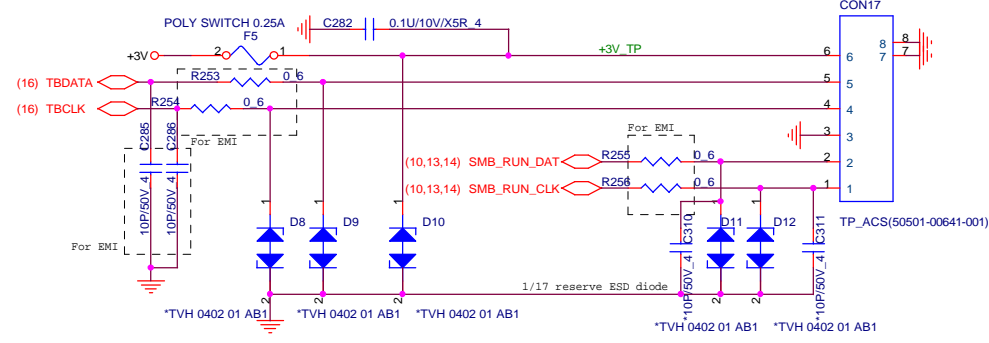 CON17
POLY SWITCH 0.25A
F5
C282
0.1U/10V/X5R_4
+3V
2
1
+3V_TP
6
6
8
8
7
7
(16) TBDATA
R253
0_6
5
5
(16) TBCLK
R254
0_6
4
4
For EMI
3
3
C285
C286
10P/50V_4
10P/50V_4
For EMI
For EMI
(10,13,14) SMB_RUN_DAT
R255
0_6
2
2
(10,13,14) SMB_RUN_CLK
R256
0_6
1
1
TP_ACS(50501-00641-001)
1
D8
1
D9
1
D10
C310
*10P/50V_4
1
D11
1
D12
C311
*10P/50V_4
2
2
2
2
2
1/17 reserve ESD diode
*TVH 0402 01 AB1
*TVH 0402 01 AB1
*TVH 0402 01 AB1
*TVH 0402 01 AB1
*TVH 0402 01 AB1